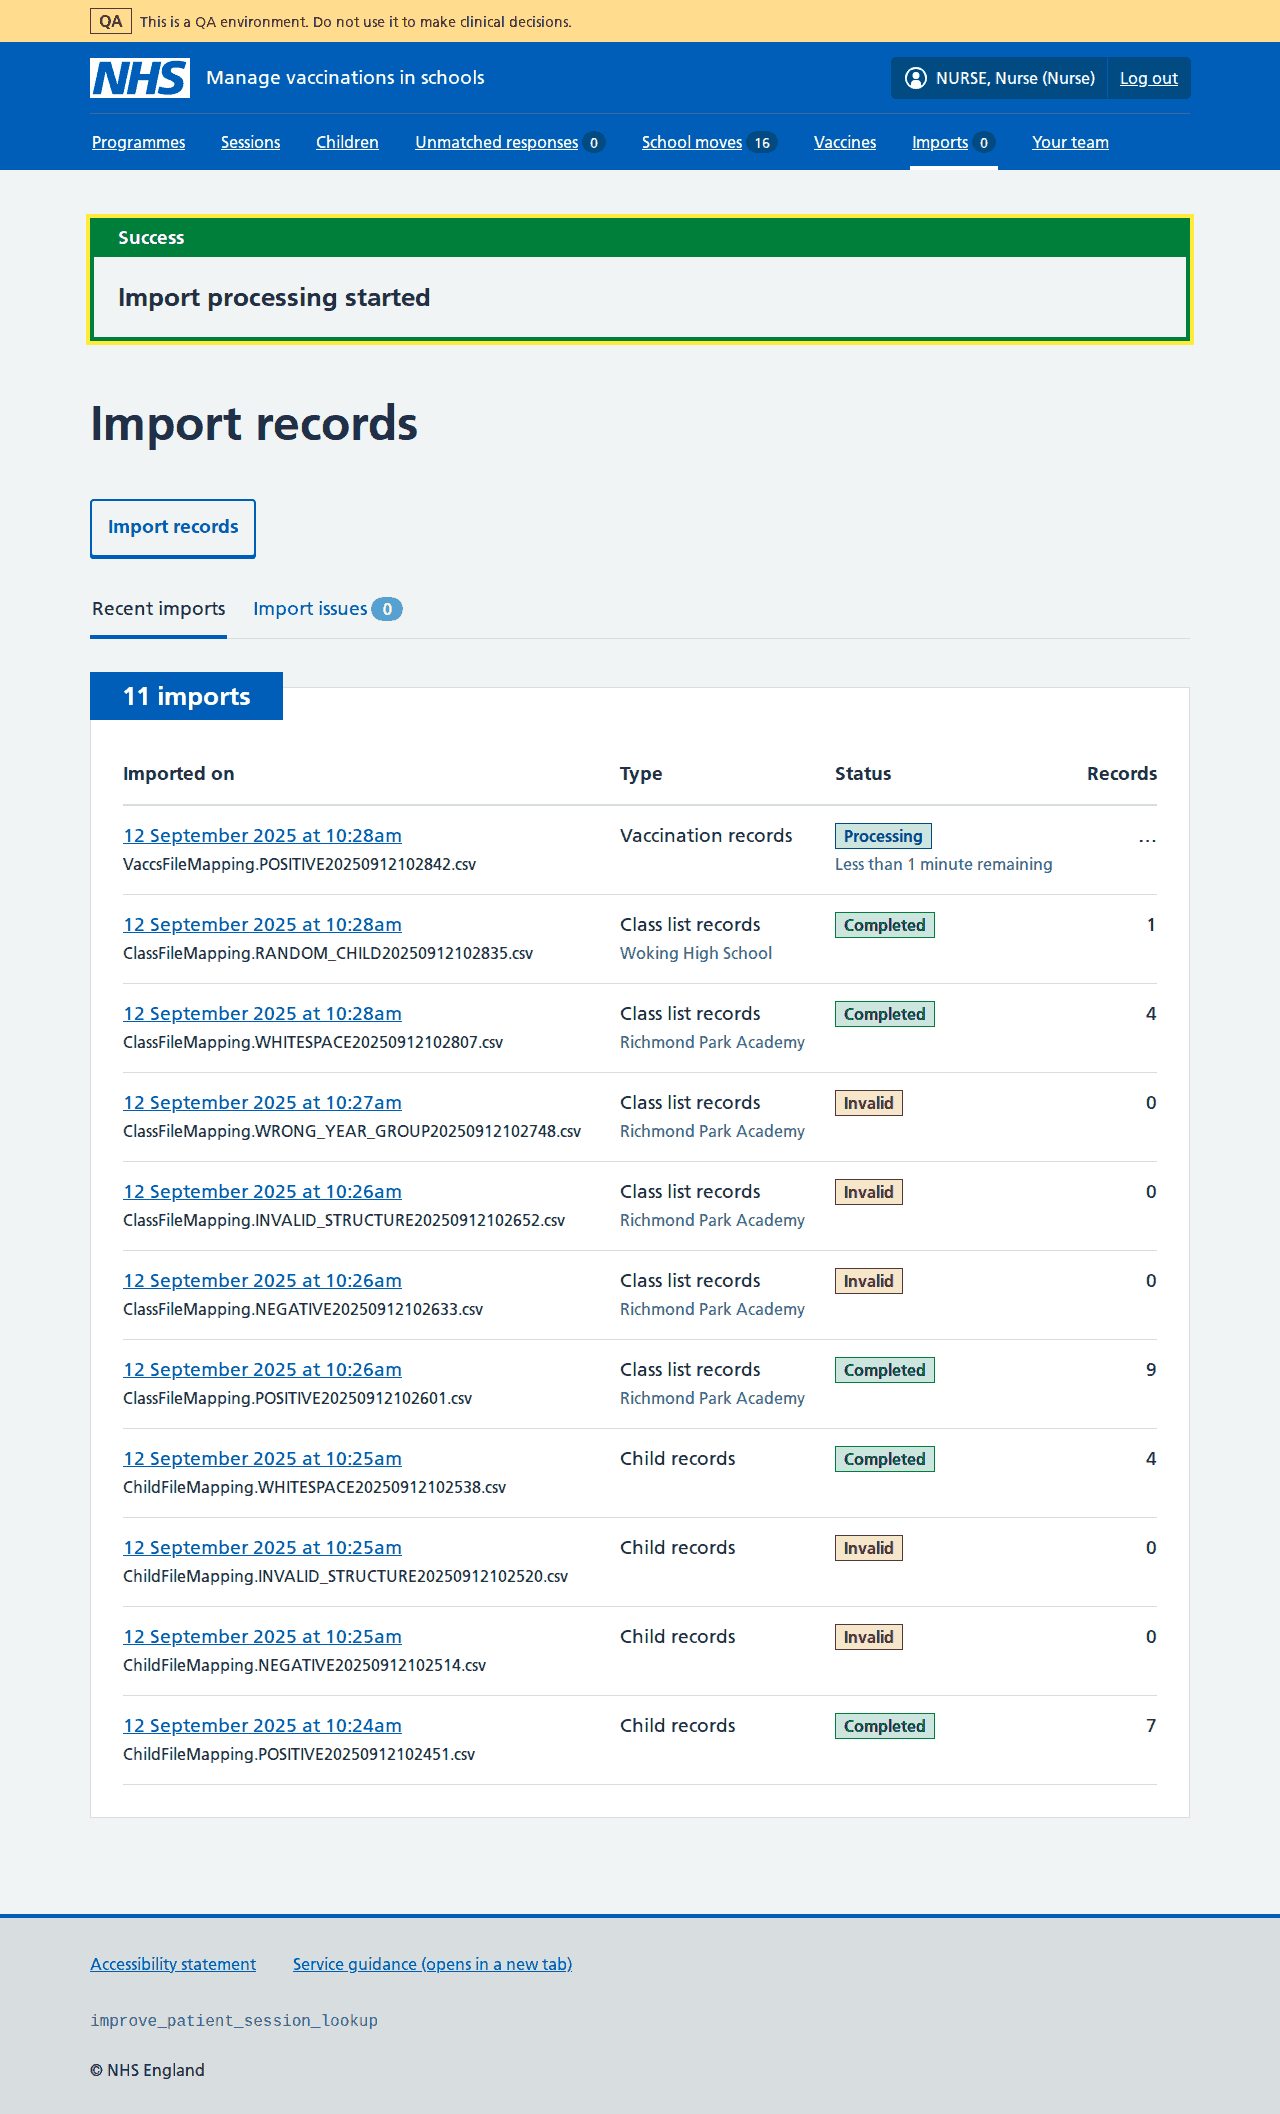 QA This is a QA environment. Do not use it to make clinical decisions.
NHS Manage vaccinations in schools NURSE, Nurse (Nurse) Log out
Programmes Sessions Children Unmatched responses 0 School moves 16 Vaccines Imports 0 Your team
Success
Import processing started
Import records
Import records
Recent imports Import issues 0
11 imports
Imported on Type Status Records
12 September 2025 at 10:28am Vaccination records Processing ...
VaccsFileMapping.POSITIVE20250912102842.csv Less than 1 minute remaining
12 September 2025 at 10:28am Class list records Completed 1
ClassFileMapping.RANDOM_CHILD20250912102835.csv Woking High School
12 September 2025 at 10:28am Class list records Completed 4
ClassFileMapping.WHITESPACE20250912102807.csv Richmond Park Academy
12 September 2025 at 10:27am Class list records Invalid 0
ClassFileMapping.WRONG_YEAR_GROUP20250912102748.csv Richmond Park Academy
12 September 2025 at 10:26am Class list records Invalid 0
ClassFileMapping.INVALID_STRUCTURE20250912102652.csv Richmond Park Academy
12 September 2025 at 10:26am Class list records Invalid 0
ClassFileMapping.NEGATIVE20250912102633.csv Richmond Park Academy
12 September 2025 at 10:26am Class list records Completed 9
ClassFileMapping.POSITIVE20250912102601.csv Richmond Park Academy
12 September 2025 at 10:25am Child records Completed 4
ChildFileMapping.WHITESPACE20250912102538.csv
12 September 2025 at 10:25am Child records Invalid 0
ChildFileMapping.INVALID_STRUCTURE20250912102520.csv
12 September 2025 at 10:25am Child records Invalid 0
ChildFileMapping.NEGATIVE20250912102514.csv
12 September 2025 at 10:24am Child records Completed 7
ChildFileMapping.POSITIVE20250912102451.csv
Accessibility statement Service guidance (opens in a new tab)
improve_patient_session_lookup
© NHS England